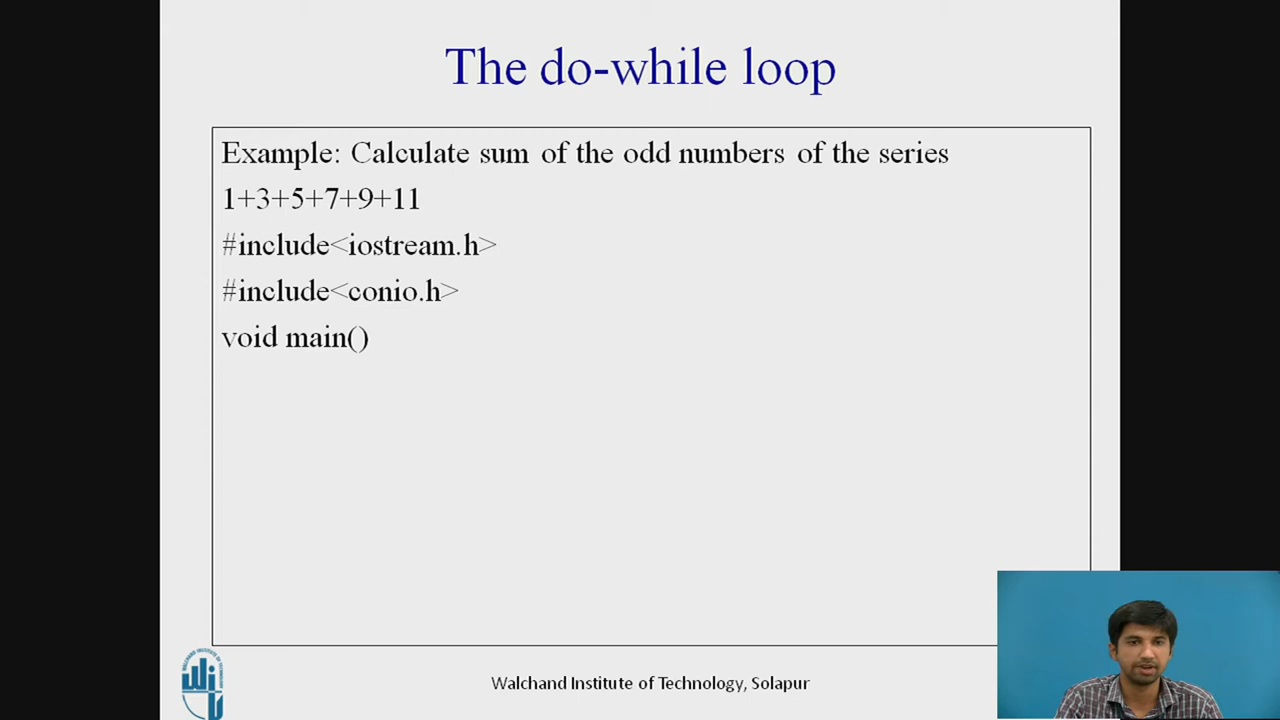 The do-while loop
Example: Calculate sum of the odd numbers of the series
1+3+5+7+9+11
#include<iostream.h>
#include<conio.h>
void main()
Walchand Institute of Technology, Solapur